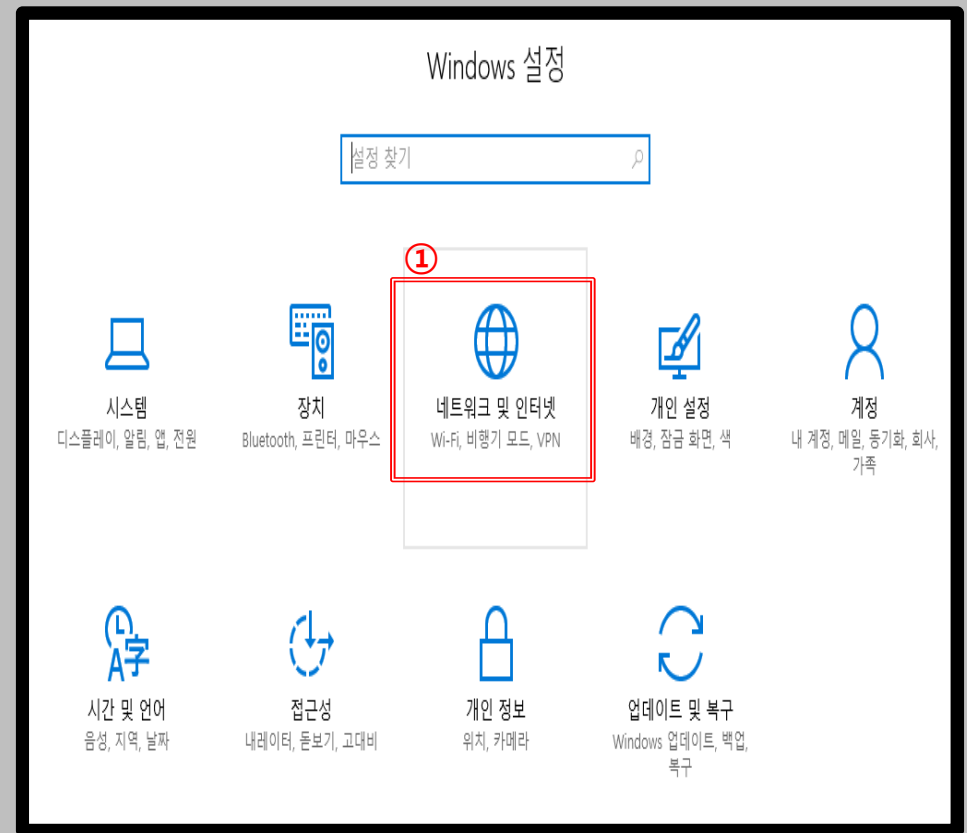 Windows 설정
설정 찾기
①
시스템
디스플레이, 알림, 앱, 전원
장치
Bluetooth, 프린터, 마우스
네트워크 및 인터넷
Wi-Fi, 비행기 모드, VPN
개인 설정
배경, 잠금 화면, 색
계정
내 계정, 메일, 동기화, 회사,
가족
시간 및 언어
음성, 지역, 날짜
접근성
내레이터, 돋보기, 고대비
개인 정보
위치, 카메라
업데이트 및 복구
Windows 업데이트, 백업,
복구